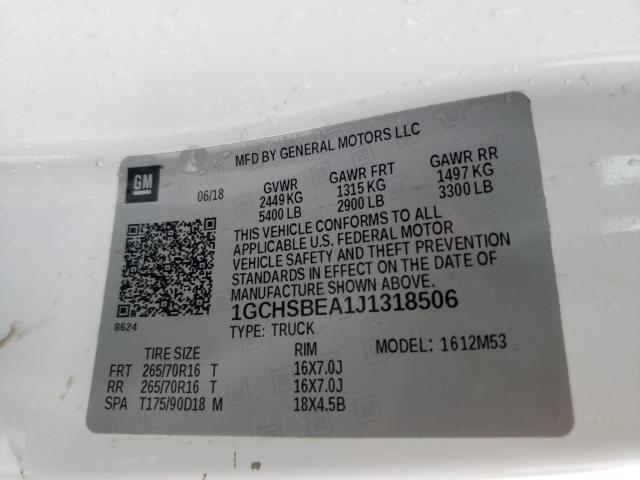 MFD BY GENERAL MOTORS LLC
GM
06/18
GVWR GAWR FRT GAWR RR
2449 KG 1315 KG 1497 KG
5400 LB 2900 LB 3300 LB
THIS VEHICLE CONFORMS TO ALL
APPLICABLE U.S. FEDERAL MOTOR
VEHICLE SAFETY AND THEFT PREVENTION
STANDARDS IN EFFECT ON THE DATE OF
MANUFACTURE SHOWN ABOVE.
8624
1GCHSBEA1J1318506
TYPE: TRUCK
TIRE SIZE RIM MODEL: 1612M53
FRT 265/70R16 T 16X7.0J
RR 265/70R16 T 16X7.0J
SPA T175/90D18 M 18X4.5B